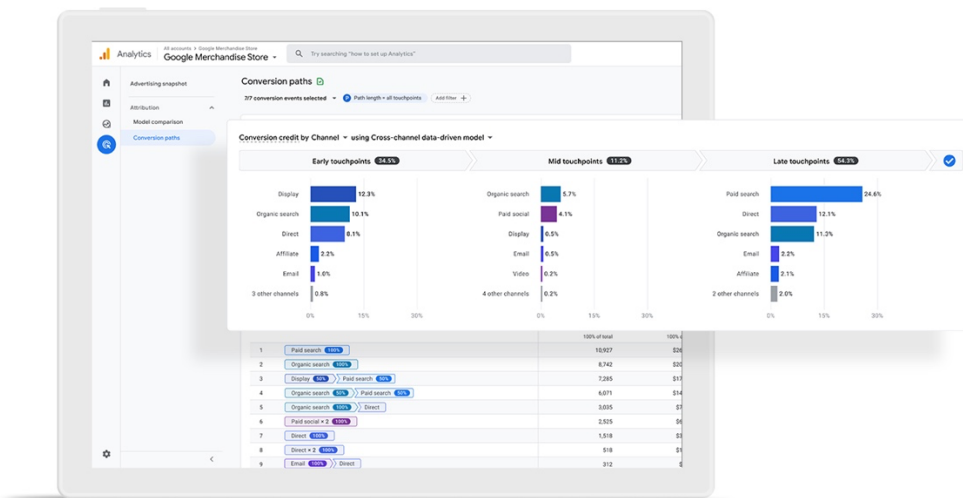 Analytics
All accounts > Google Merchandise Store
Google Merchandise Store
Try searching "how to set up Analytics"
Advertising snapshot
Attribution
Model comparison
Conversion paths
Conversion paths
7/7 conversion events selected
P Path length = all touchpoints
Add filter +
Conversion credit by Channel using Cross-channel data-driven model
Early touchpoints 34.5%
Display 12.3%
Organic search 10.1%
Direct 8.1%
Affiliate 2.2%
Email 1.0%
3 other channels 0.8%
0% 15% 30%
Mid touchpoints 11.2%
Organic search 5.7%
Paid social 4.1%
Display 0.5%
Email 0.5%
Video 0.2%
4 other channels 0.2%
0% 15% 30%
Late touchpoints 54.3%
Paid search 24.6%
Direct 12.1%
Organic search 11.3%
Email 2.2%
Affiliate 2.1%
2 other channels 2.0%
0% 15% 30%
100% of total 100%
1 Paid search 100% 10,927 $26
2 Organic search 100% 8,742 $20
3 Display 50% Paid search 50% 7,285 $17
4 Organic search 50% Paid search 50% 6,071 $14
5 Organic search 100% Direct 3,035 $7
6 Paid social × 2 100% 2,525 $6
7 Direct 100% 1,518 $3
8 Direct × 2 100% 518 $1
9 Email 100% Direct 312 $